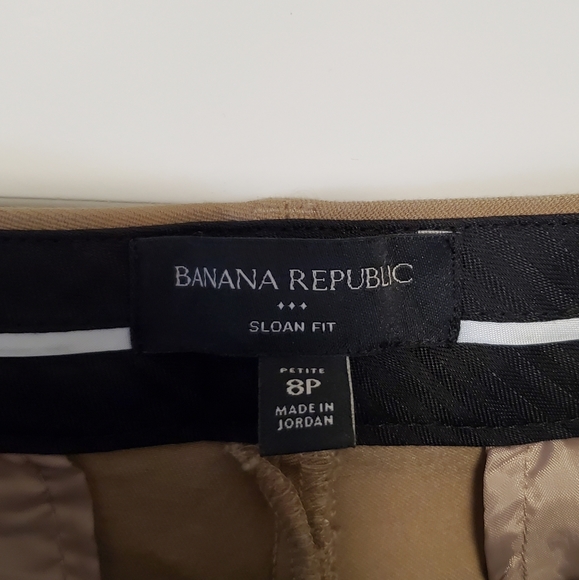 BANANA REPUBLIC
SLOAN FIT
PETITE
8P
MADE IN
JORDAN